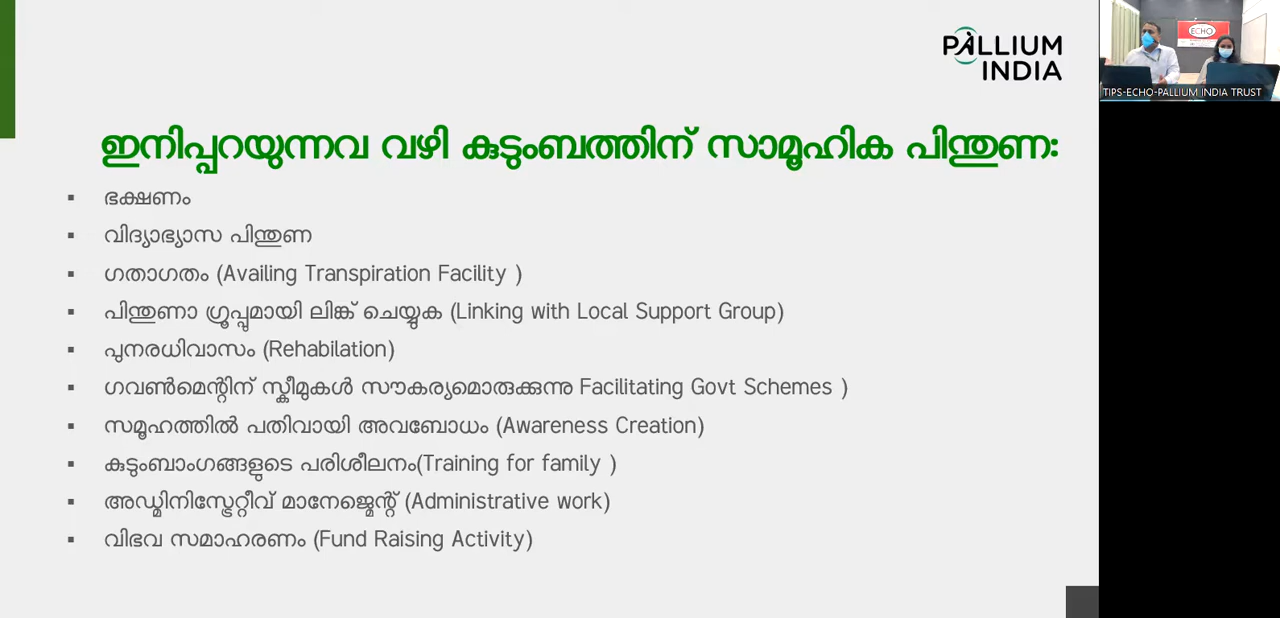 PALLIUM
INDIA
ECHO
TIPS-ECHO-PALLIUM INDIA TRUST
ഇനിപ്പറയുന്നവ വഴി കുടുംബത്തിന് സാമൂഹിക പിന്തുണ:
▪ ഭക്ഷണം
▪ വിദ്യാഭ്യാസ പിന്തുണ
▪ ഗതാഗതം (Availing Transpiration Facility )
▪ പിന്തുണാ ഗ്രൂപ്പുമായി ലിങ്ക് ചെയ്യുക (Linking with Local Support Group)
▪ പുനരധിവാസം (Rehabilation)
▪ ഗവൺമെന്റിന് സ്കീമുകൾ സൗകര്യമൊരുക്കുന്നു Facilitating Govt Schemes )
▪ സമൂഹത്തിൽ പതിവായി അവബോധം (Awareness Creation)
▪ കുടുംബാംഗങ്ങളുടെ പരിശീലനം(Training for family )
▪ അഡ്മിനിസ്ട്രേറ്റീവ് മാനേജ്മെന്റ് (Administrative work)
▪ വിഭവ സമാഹരണം (Fund Raising Activity)